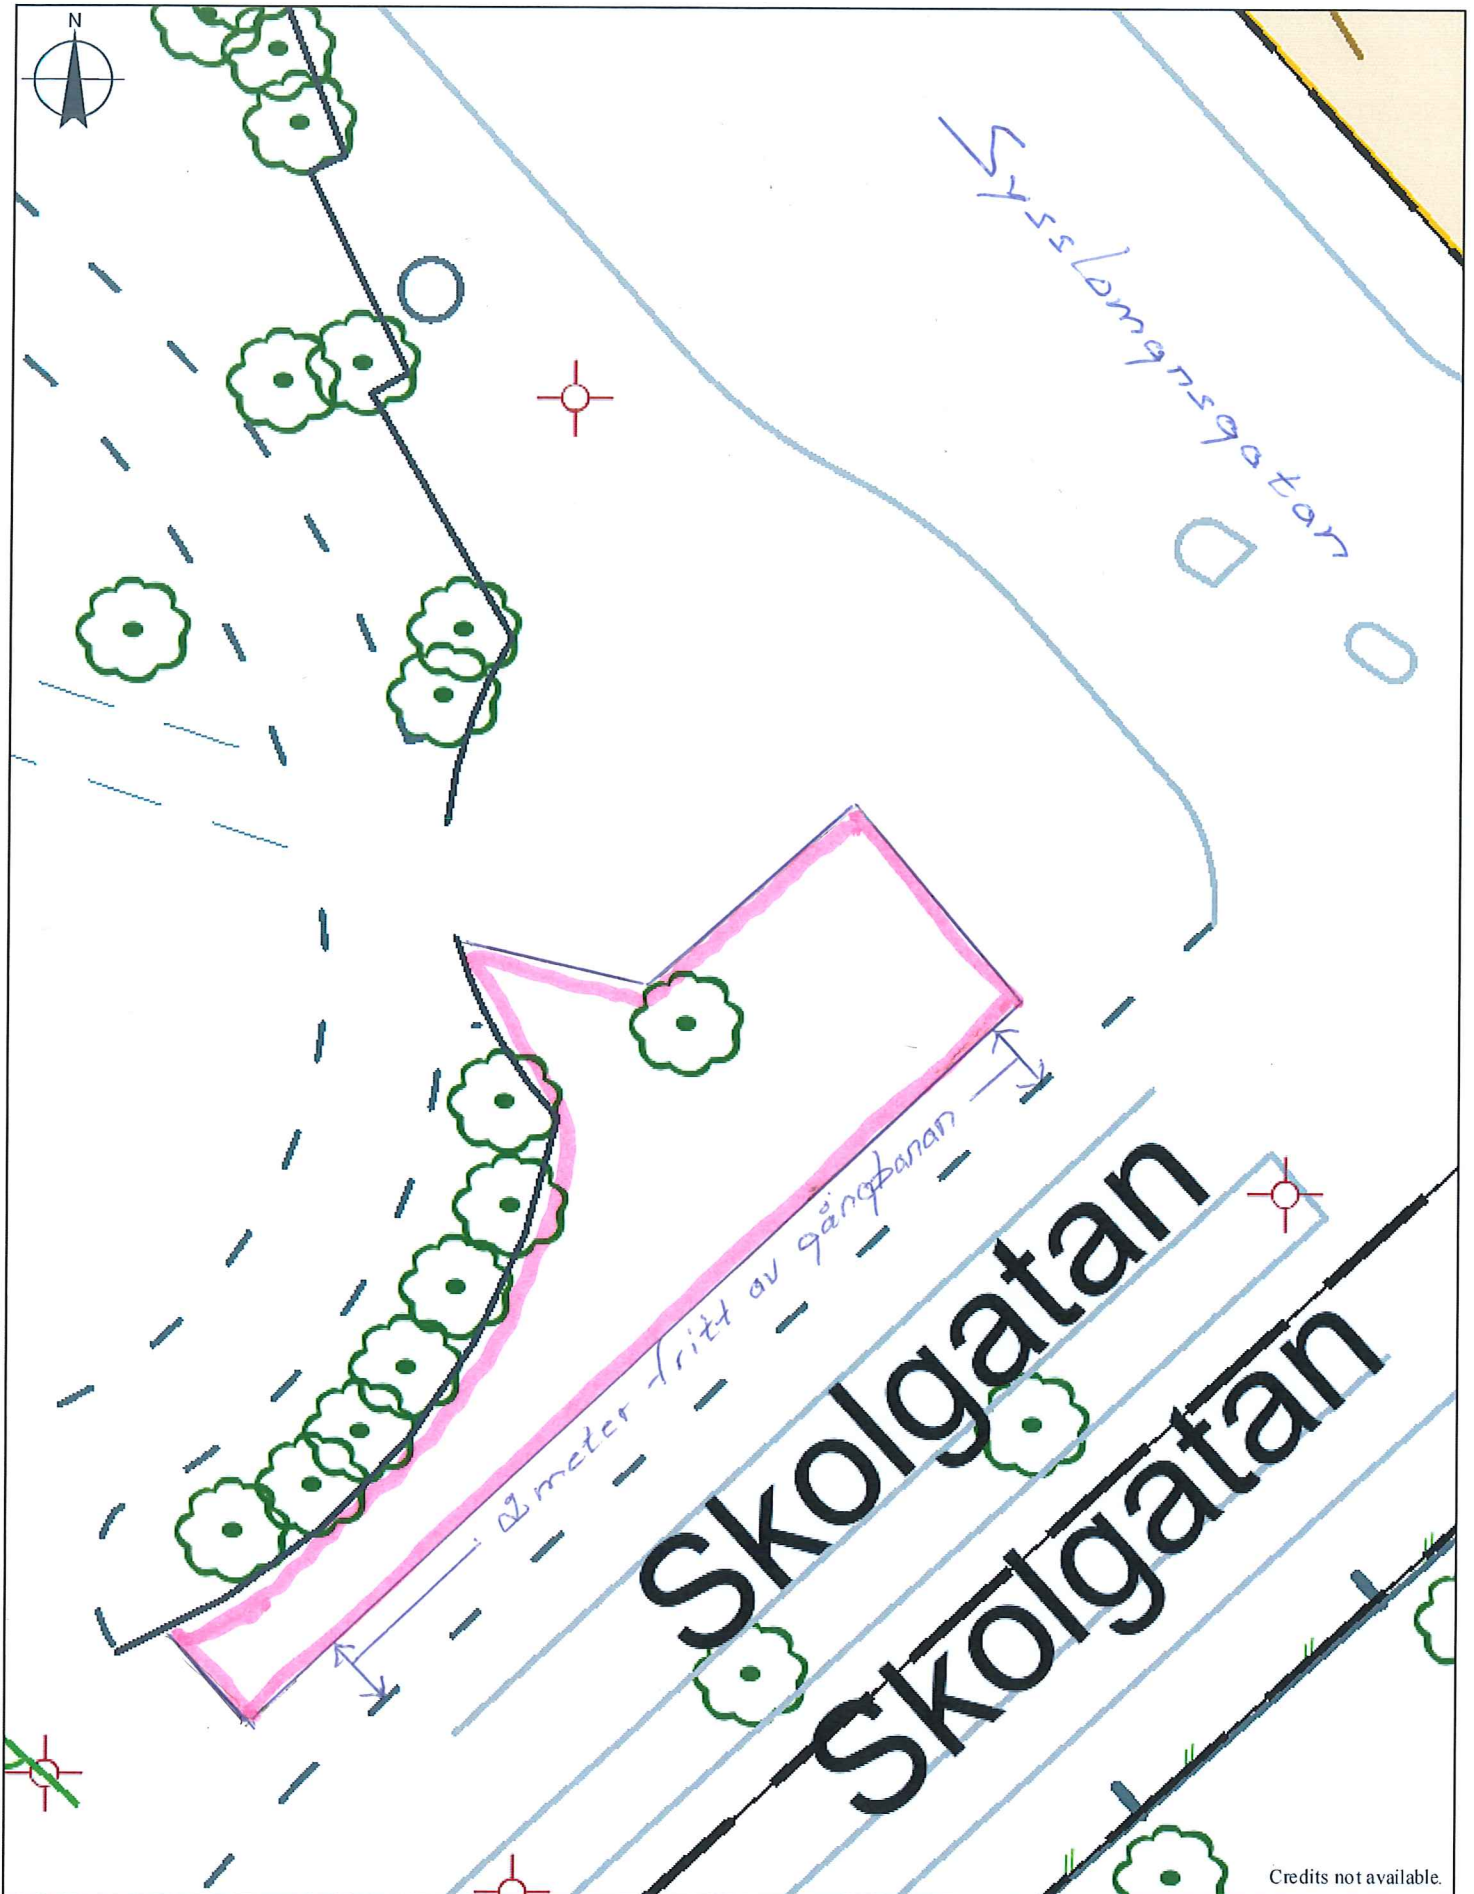 N
Sysslomansgatan
2 meter fritt av gångbanan
Skolgatan
Skolgatan
Credits not available.